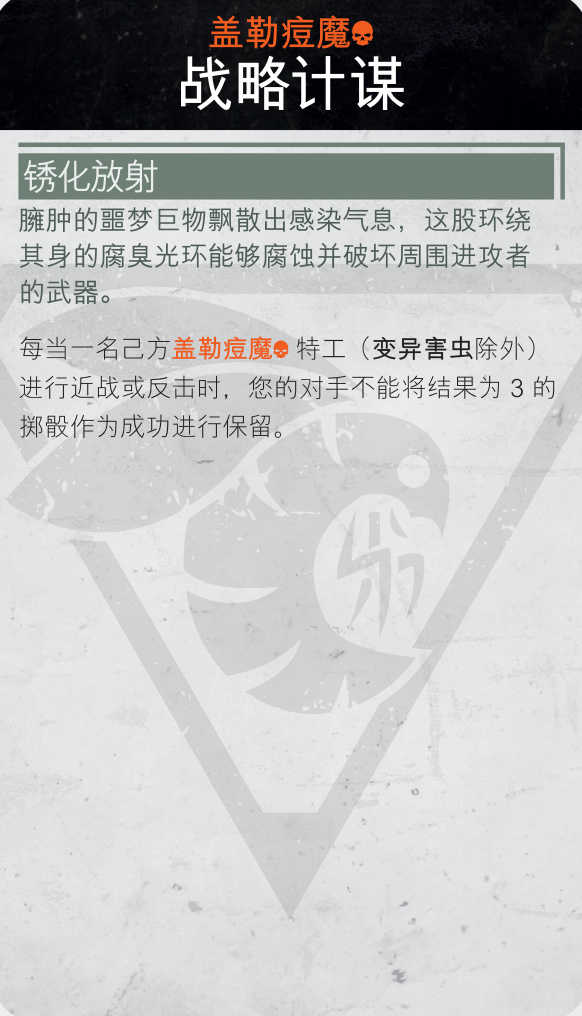 盖勒痘魔
战略计谋
锈化放射
臃肿的噩梦巨物飘散出感染气息，这股环绕
其身的腐臭光环能够腐蚀并破坏周围进攻者
的武器。
每当一名己方盖勒痘魔 特工（变异害虫除外）
进行近战或反击时，您的对手不能将结果为 3 的
掷骰作为成功进行保留。